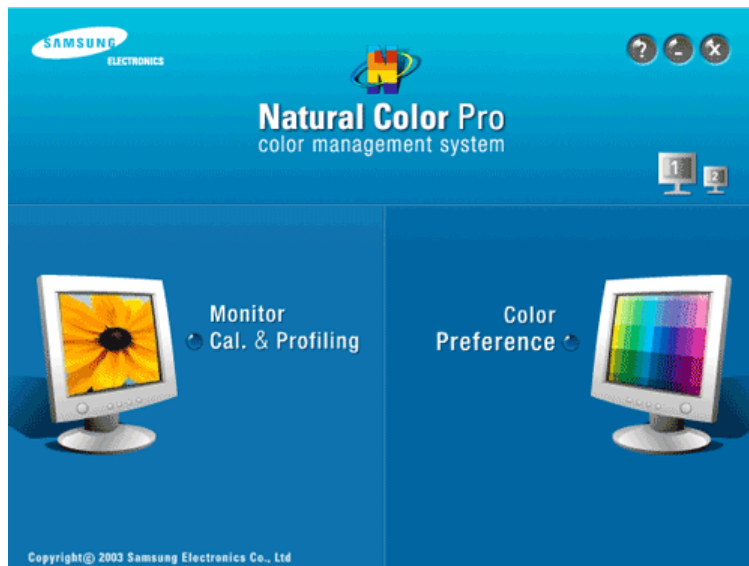 SAMSUNG
ELECTRONICS
? - x
N
Natural Color Pro
color management system
1 2
Monitor
Cal. & Profiling
Color
Preference
Copyright© 2003 Samsung Electronics Co., Ltd